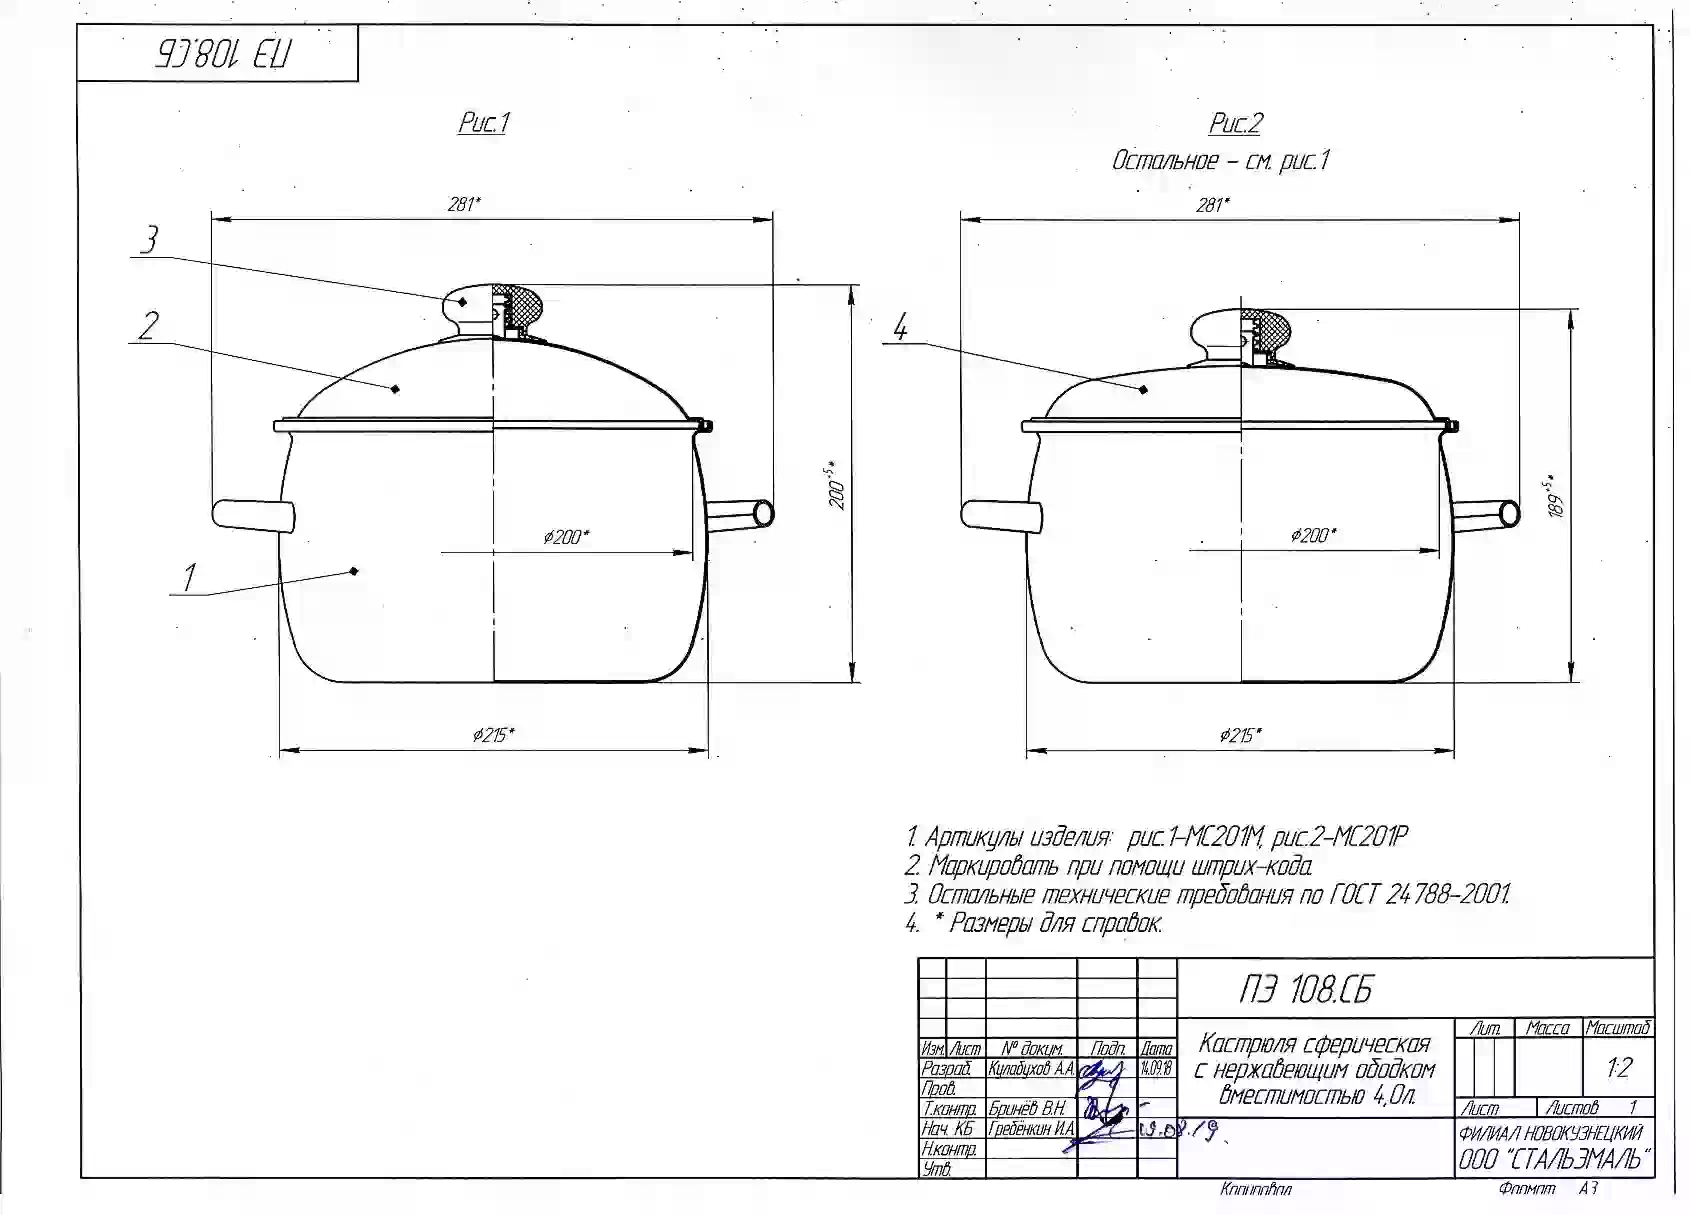 ПЭ 108.СБ
Рис.1
Рис.2
Остальное - см. рис.1
281*
281*
3
2
4
200+5*
189+5*
⌀200*
⌀200*
1
⌀215*
⌀215*
1. Артикулы изделия: рис.1-МС201М, рис.2-МС201Р
2. Маркировать при помощи штрих-кода.
3. Остальные технические требования по ГОСТ 24788-2001.
4. * Размеры для справок.
ПЭ 108.СБ
Изм. Лист № докум. Подп. Дата
Разраб. Кулабухов А.А. 14.09.18
Пров.
Т.контр. Бринёв В.Н.
Нач. КБ Гребёнкин И.А. 19.08.19
Н.контр.
Утв.
Кастрюля сферическая
с нержавеющим ободком
вместимостью 4,0л.
Лит. Масса Масштаб
1:2
Лист Листов 1
ФИЛИАЛ НОВОКУЗНЕЦКИЙ
ООО "СТАЛЬЭМАЛЬ"
Копировал
Формат А3